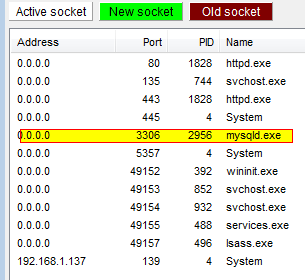 Active socket New socket Old socket
Address Port PID Name
0.0.0.0 80 1828 httpd.exe
0.0.0.0 135 744 svchost.exe
0.0.0.0 443 1828 httpd.exe
0.0.0.0 445 4 System
0.0.0.0 3306 2956 mysqld.exe
0.0.0.0 5357 4 System
0.0.0.0 49152 392 wininit.exe
0.0.0.0 49153 852 svchost.exe
0.0.0.0 49154 932 svchost.exe
0.0.0.0 49155 488 services.exe
0.0.0.0 49157 496 lsass.exe
192.168.1.137 139 4 System